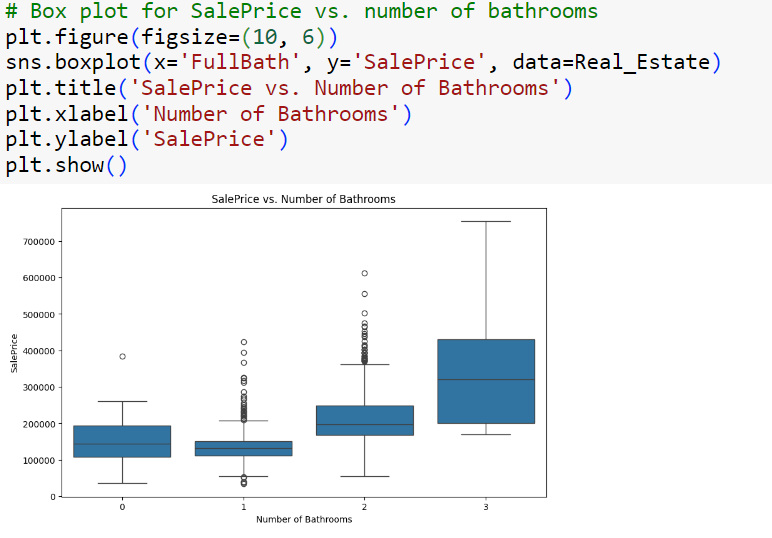 # Box plot for SalePrice vs. number of bathrooms
plt.figure(figsize=(10, 6))
sns.boxplot(x='FullBath', y='SalePrice', data=Real_Estate)
plt.title('SalePrice vs. Number of Bathrooms')
plt.xlabel('Number of Bathrooms')
plt.ylabel('SalePrice')
plt.show()
SalePrice vs. Number of Bathrooms
700000
600000
500000
400000
300000
200000
100000
0
SalePrice
0 1 2 3
Number of Bathrooms